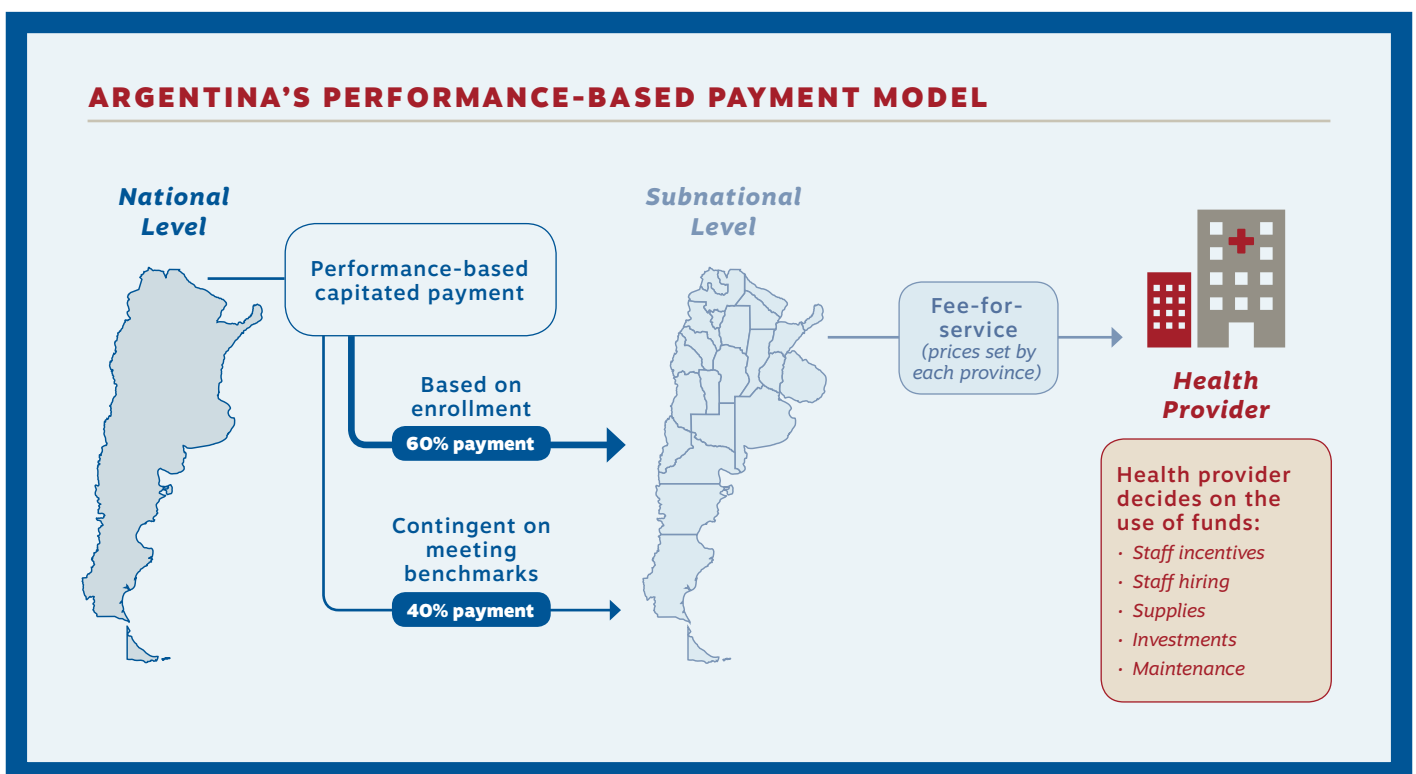 ARGENTINA'S PERFORMANCE-BASED PAYMENT MODEL
National
Level
Performance-based
capitated payment
Based on
enrollment
60% payment
Contingent on
meeting
benchmarks
40% payment
Subnational
Level
Fee-for-
service
(prices set by
each province)
Health
Provider
Health provider
decides on the
use of funds:
· Staff incentives
· Staff hiring
· Supplies
· Investments
· Maintenance